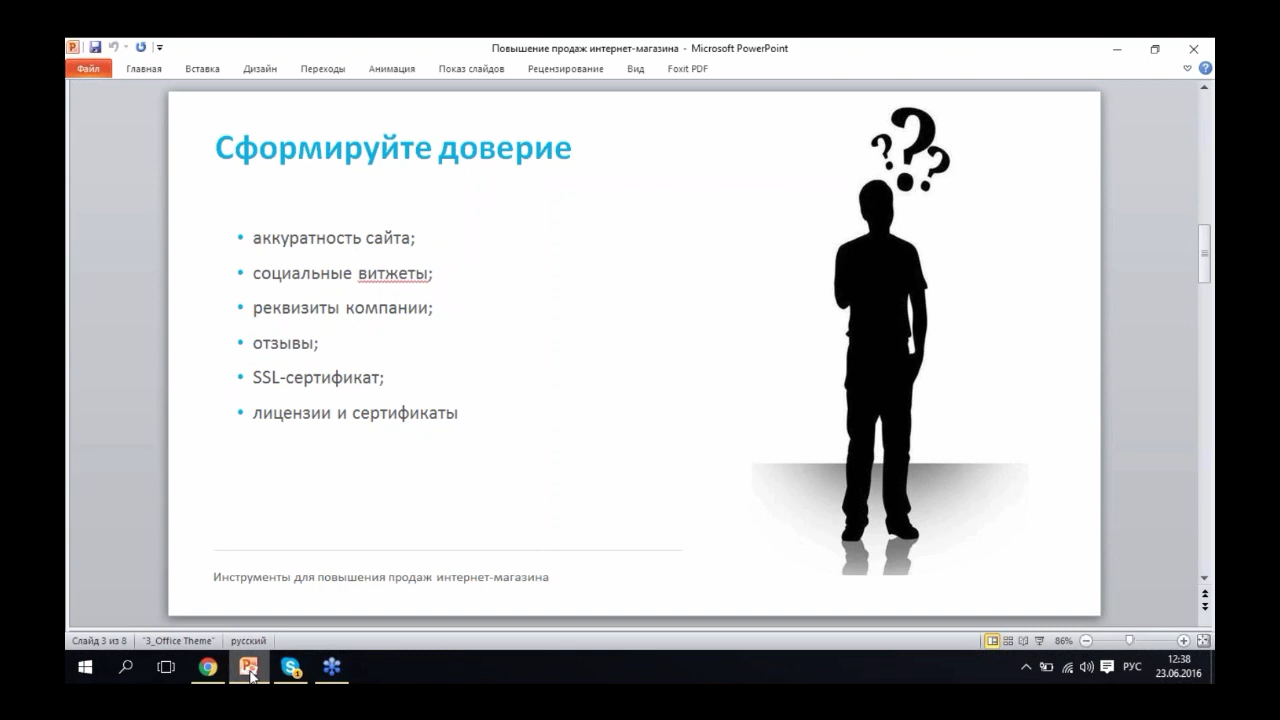 Повышение продаж интернет-магазина - Microsoft PowerPoint
Файл Главная Вставка Дизайн Переходы Анимация Показ слайдов Рецензирование Вид Foxit PDF
Сформируйте доверие
• аккуратность сайта;
• социальные витжеты;
• реквизиты компании;
• отзывы;
• SSL-сертификат;
• лицензии и сертификаты
Инструменты для повышения продаж интернет-магазина
Слайд 3 из 8 "3_Office Theme" русский 86%
РУС 12:38
23.06.2016